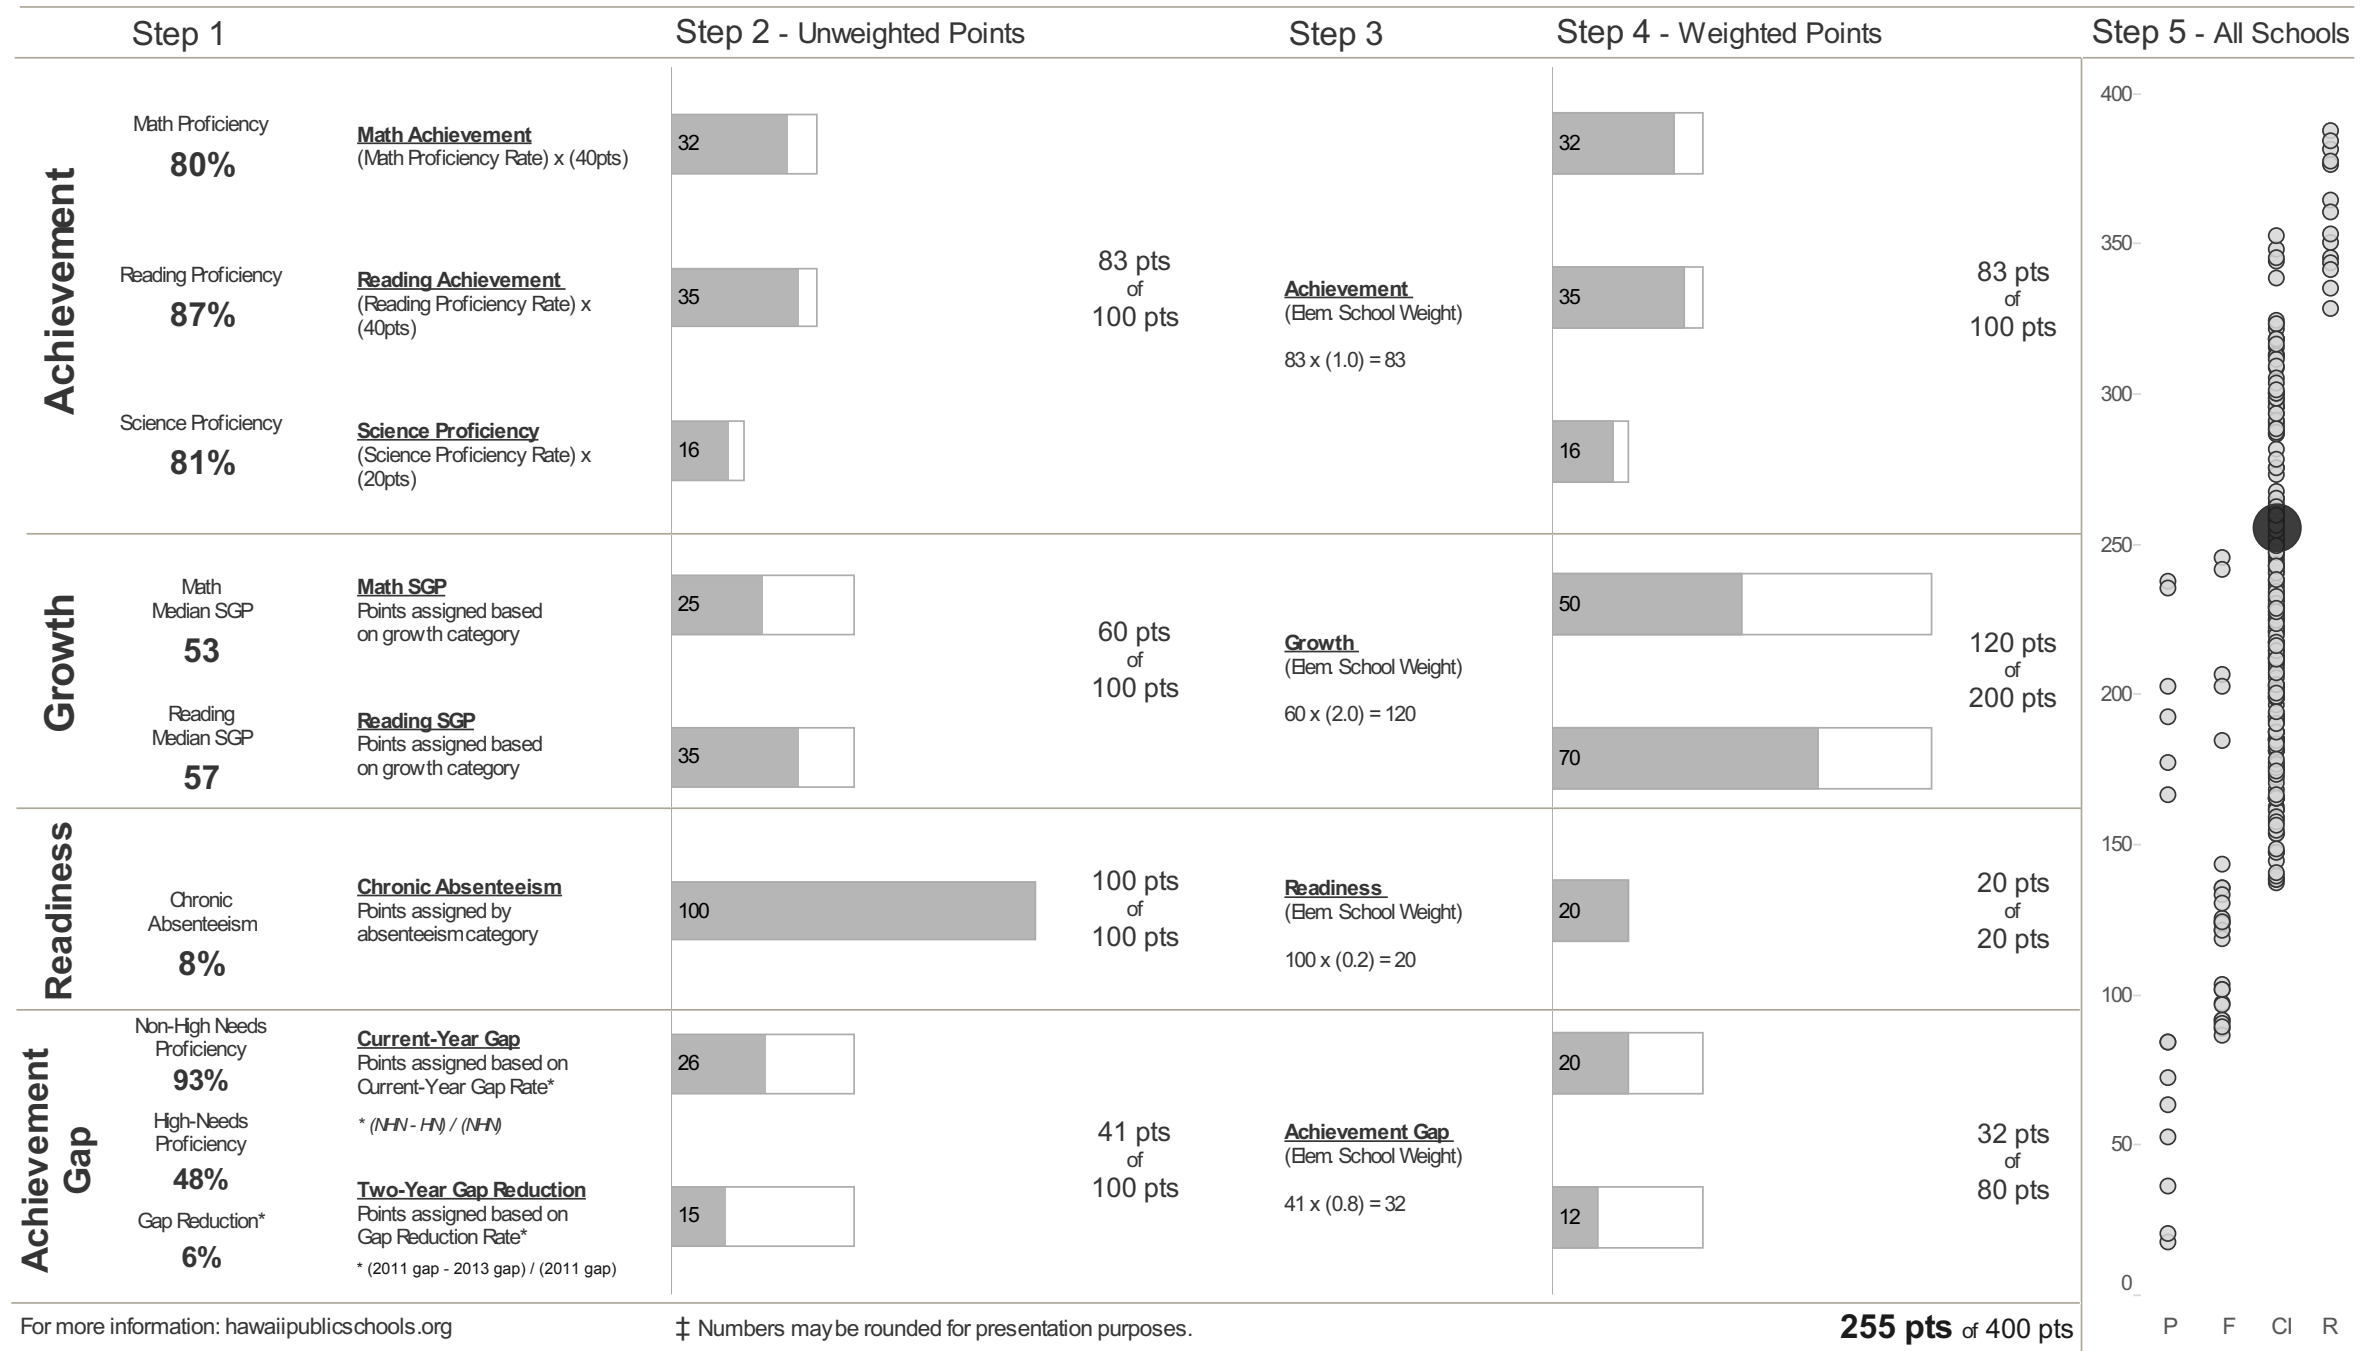 Step 1
Step 2 - Unweighted Points
Step 3
Step 4 - Weighted Points
Step 5 - All Schools
Achievement
Math Proficiency
80%
Math Achievement
(Math Proficiency Rate) x (40pts)
32
Reading Proficiency
87%
Reading Achievement
(Reading Proficiency Rate) x
(40pts)
35
Science Proficiency
81%
Science Proficiency
(Science Proficiency Rate) x
(20pts)
16
83 pts
of
100 pts
Achievement
(Elem. School Weight)
83 x (1.0) = 83
32
35
16
83 pts
of
100 pts
Growth
Math
Median SGP
53
Math SGP
Points assigned based
on growth category
25
Reading
Median SGP
57
Reading SGP
Points assigned based
on growth category
35
60 pts
of
100 pts
Growth
(Elem. School Weight)
60 x (2.0) = 120
50
70
120 pts
of
200 pts
Readiness
Chronic
Absenteeism
8%
Chronic Absenteeism
Points assigned by
absenteeism category
100
100 pts
of
100 pts
Readiness
(Elem. School Weight)
100 x (0.2) = 20
20
20 pts
of
20 pts
Achievement
Gap
Non-High Needs
Proficiency
93%
High-Needs
Proficiency
48%
Gap Reduction*
6%
Current-Year Gap
Points assigned based on
Current-Year Gap Rate*
* (NHN - HN) / (NHN)
26
Two-Year Gap Reduction
Points assigned based on
Gap Reduction Rate*
* (2011 gap - 2013 gap) / (2011 gap)
15
41 pts
of
100 pts
Achievement Gap
(Elem. School Weight)
41 x (0.8) = 32
20
12
32 pts
of
80 pts
400
350
300
250
200
150
100
50
0
P F CI R
For more information: hawaiipublicschools.org
‡ Numbers may be rounded for presentation purposes.
255 pts of 400 pts